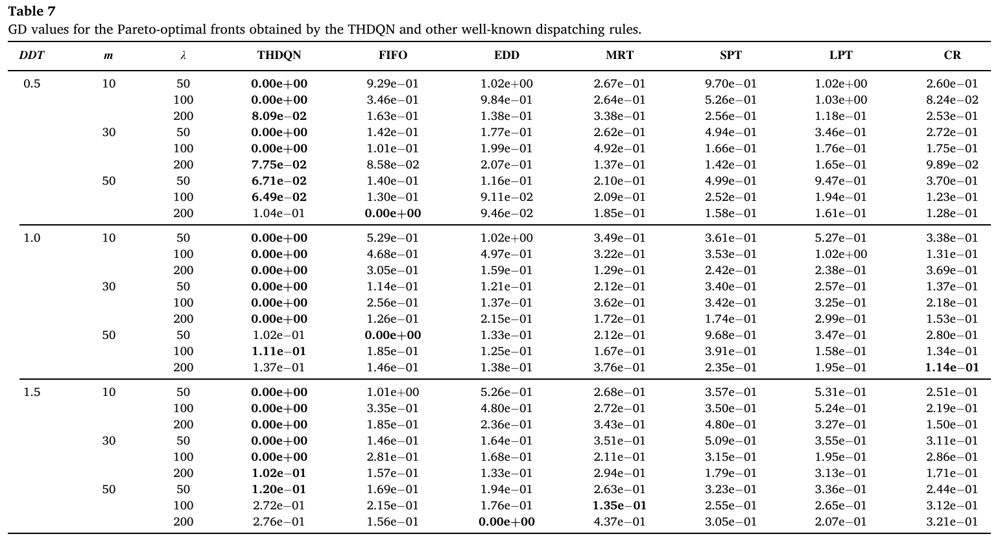 Table 7
GD values for the Pareto-optimal fronts obtained by the THDQN and other well-known dispatching rules.
DDT m λ THDQN FIFO EDD MRT SPT LPT CR
0.5 10 50 0.00e+00 9.29e−01 1.02e+00 2.67e−01 9.70e−01 1.02e+00 2.60e−01
100 0.00e+00 3.46e−01 9.84e−01 2.64e−01 5.26e−01 1.03e+00 8.24e−02
200 8.09e−02 1.63e−01 1.38e−01 3.38e−01 2.56e−01 1.18e−01 2.53e−01
30 50 0.00e+00 1.42e−01 1.77e−01 2.62e−01 4.94e−01 3.46e−01 2.72e−01
100 0.00e+00 1.01e−01 1.99e−01 4.92e−01 1.66e−01 1.76e−01 1.75e−01
200 7.75e−02 8.58e−02 2.07e−01 1.37e−01 1.42e−01 1.65e−01 9.89e−02
50 50 6.71e−02 1.40e−01 1.16e−01 2.10e−01 4.99e−01 9.47e−01 3.70e−01
100 6.49e−02 1.30e−01 9.11e−02 2.09e−01 2.52e−01 1.94e−01 1.23e−01
200 1.04e−01 0.00e+00 9.46e−02 1.85e−01 1.58e−01 1.61e−01 1.28e−01
1.0 10 50 0.00e+00 5.29e−01 1.02e+00 3.49e−01 3.61e−01 5.27e−01 3.38e−01
100 0.00e+00 4.68e−01 4.97e−01 3.22e−01 3.53e−01 1.02e+00 1.31e−01
200 0.00e+00 3.05e−01 1.59e−01 1.29e−01 2.42e−01 2.38e−01 3.69e−01
30 50 0.00e+00 1.14e−01 1.21e−01 2.12e−01 3.40e−01 2.57e−01 1.37e−01
100 0.00e+00 2.56e−01 1.37e−01 3.62e−01 3.42e−01 3.25e−01 2.18e−01
200 0.00e+00 1.26e−01 2.15e−01 1.72e−01 1.74e−01 2.99e−01 1.53e−01
50 50 1.02e−01 0.00e+00 1.33e−01 2.12e−01 9.68e−01 3.47e−01 2.80e−01
100 1.11e−01 1.85e−01 1.25e−01 1.67e−01 3.91e−01 1.58e−01 1.34e−01
200 1.37e−01 1.46e−01 1.38e−01 3.76e−01 2.35e−01 1.95e−01 1.14e−01
1.5 10 50 0.00e+00 1.01e+00 5.26e−01 2.68e−01 3.57e−01 5.31e−01 2.51e−01
100 0.00e+00 3.35e−01 4.80e−01 2.72e−01 3.50e−01 5.24e−01 2.19e−01
200 0.00e+00 1.85e−01 2.36e−01 3.43e−01 4.80e−01 3.27e−01 1.50e−01
30 50 0.00e+00 1.46e−01 1.64e−01 3.51e−01 5.09e−01 3.55e−01 3.11e−01
100 0.00e+00 2.81e−01 1.68e−01 2.11e−01 3.15e−01 1.95e−01 2.86e−01
200 1.02e−01 1.57e−01 1.33e−01 2.94e−01 1.79e−01 3.13e−01 1.71e−01
50 50 1.20e−01 1.69e−01 1.94e−01 2.63e−01 3.23e−01 3.36e−01 2.44e−01
100 2.72e−01 2.15e−01 1.76e−01 1.35e−01 2.55e−01 2.65e−01 3.12e−01
200 2.76e−01 1.56e−01 0.00e+00 4.37e−01 3.05e−01 2.07e−01 3.21e−01